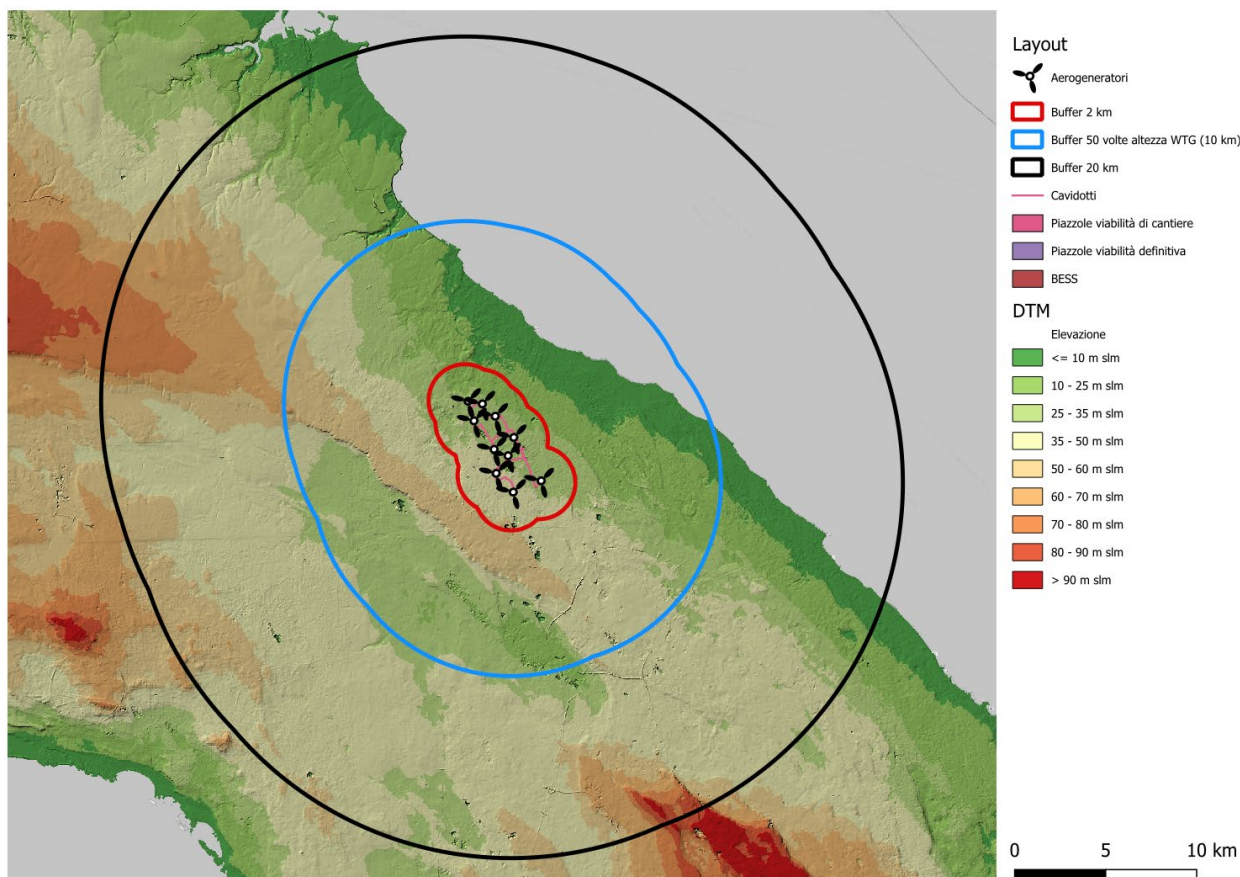 Layout
Aerogeneratori
Buffer 2 km
Buffer 50 volte altezza WTG (10 km)
Buffer 20 km
Cavidotti
Piazzole viabilità di cantiere
Piazzole viabilità definitiva
BESS
DTM
Elevazione
<= 10 m slm
10 - 25 m slm
25 - 35 m slm
35 - 50 m slm
50 - 60 m slm
60 - 70 m slm
70 - 80 m slm
80 - 90 m slm
> 90 m slm
0 5 10 km